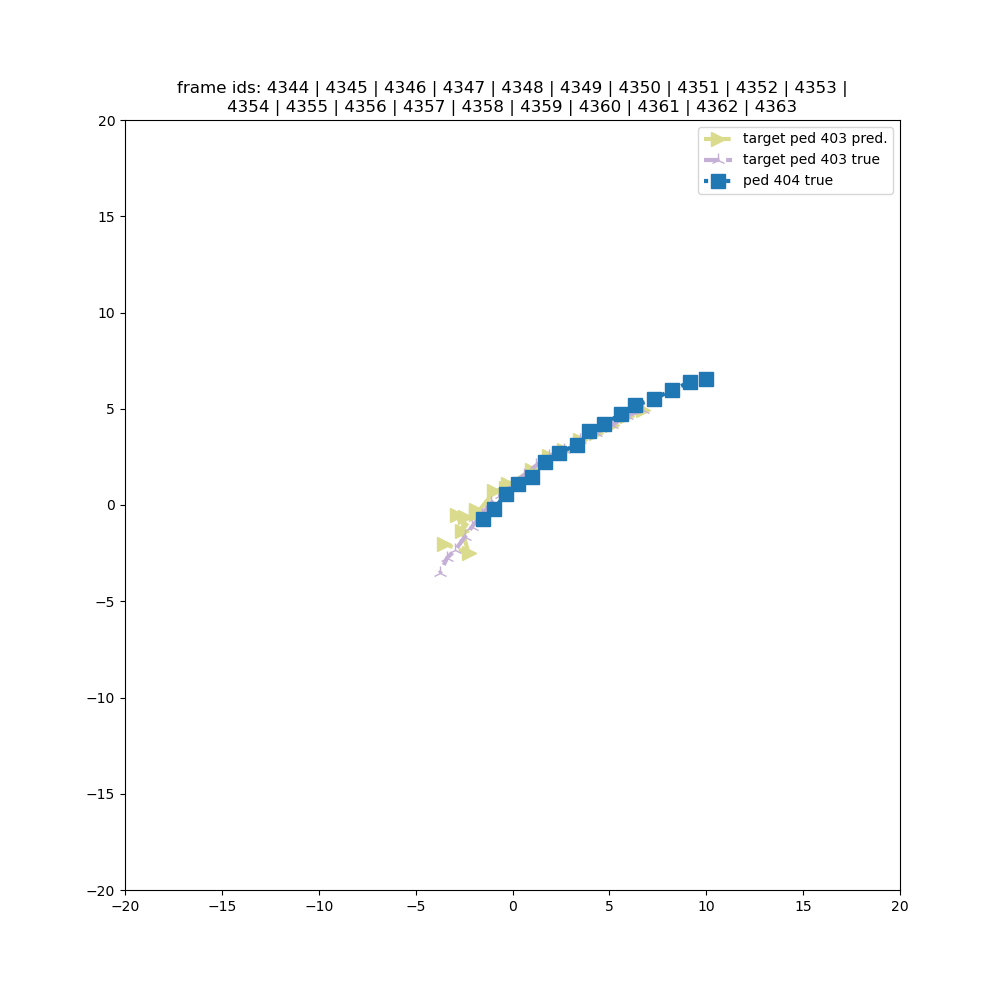 frame ids: 4344 | 4345 | 4346 | 4347 | 4348 | 4349 | 4350 | 4351 | 4352 | 4353 |
4354 | 4355 | 4356 | 4357 | 4358 | 4359 | 4360 | 4361 | 4362 | 4363
target ped 403 pred.
target ped 403 true
ped 404 true
20
15
10
5
0
−5
−10
−15
−20
−20 −15 −10 −5 0 5 10 15 20